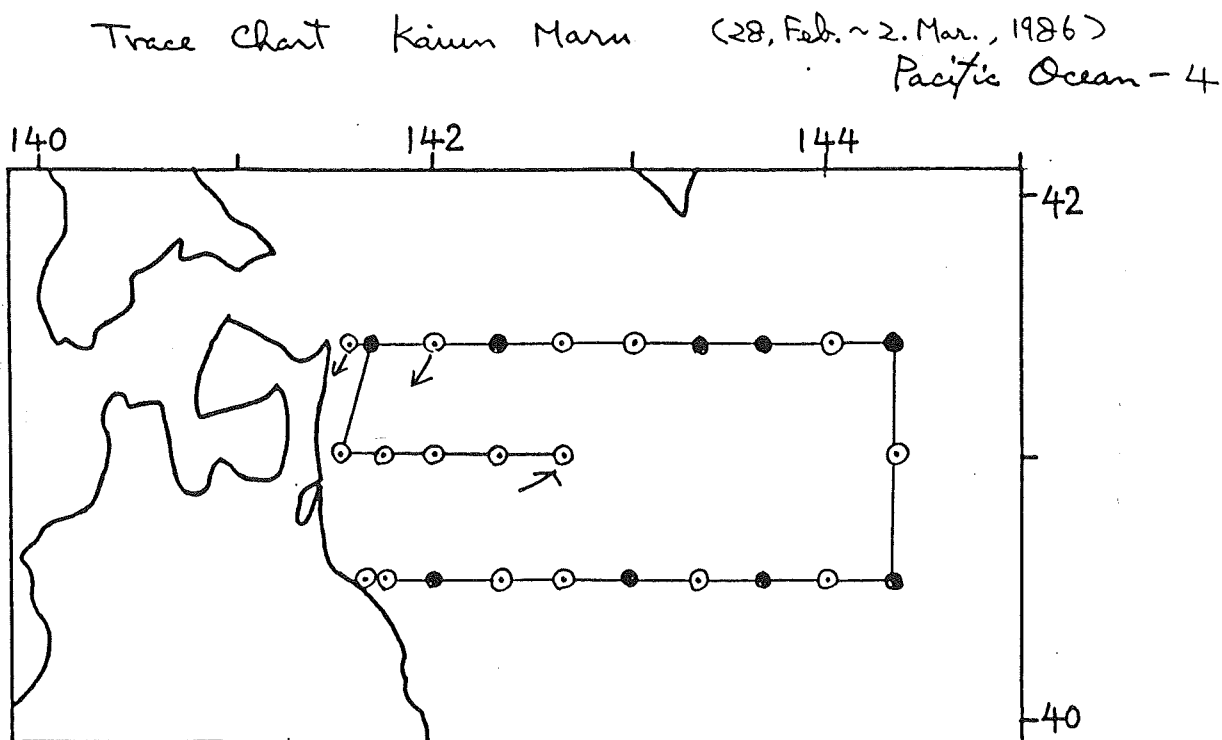 Trace Chart Kaiun Maru (28, Feb. ~ 2. Mar., 1986)
Pacific Ocean - 4
140 142 144
42
40